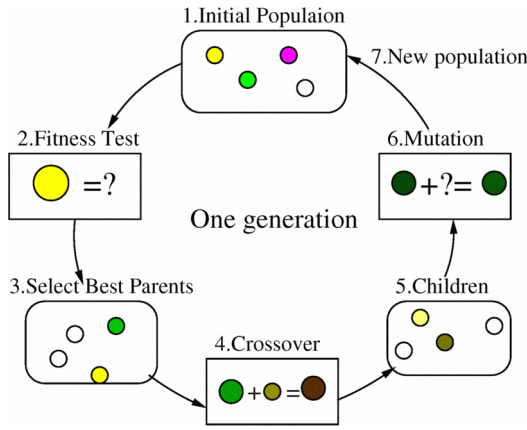 1.Initial Populaion
7.New population
2.Fitness Test
=?
6.Mutation
+?=
One generation
3.Select Best Parents
5.Children
4.Crossover
+ =